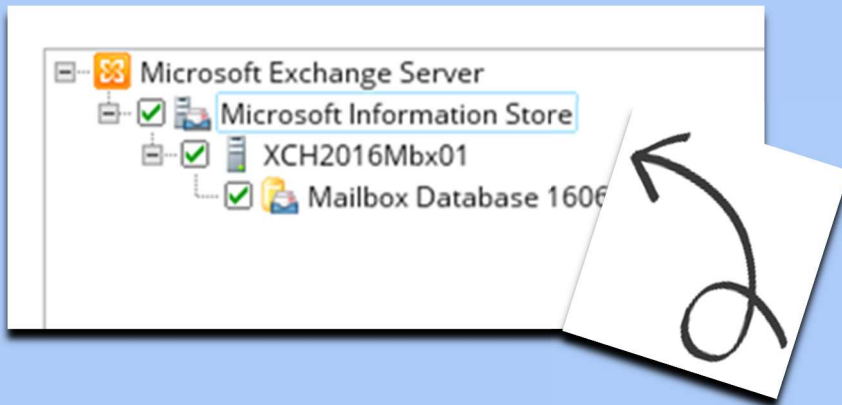 Microsoft Exchange Server
Microsoft Information Store
XCH2016Mbx01
Mailbox Database 1606